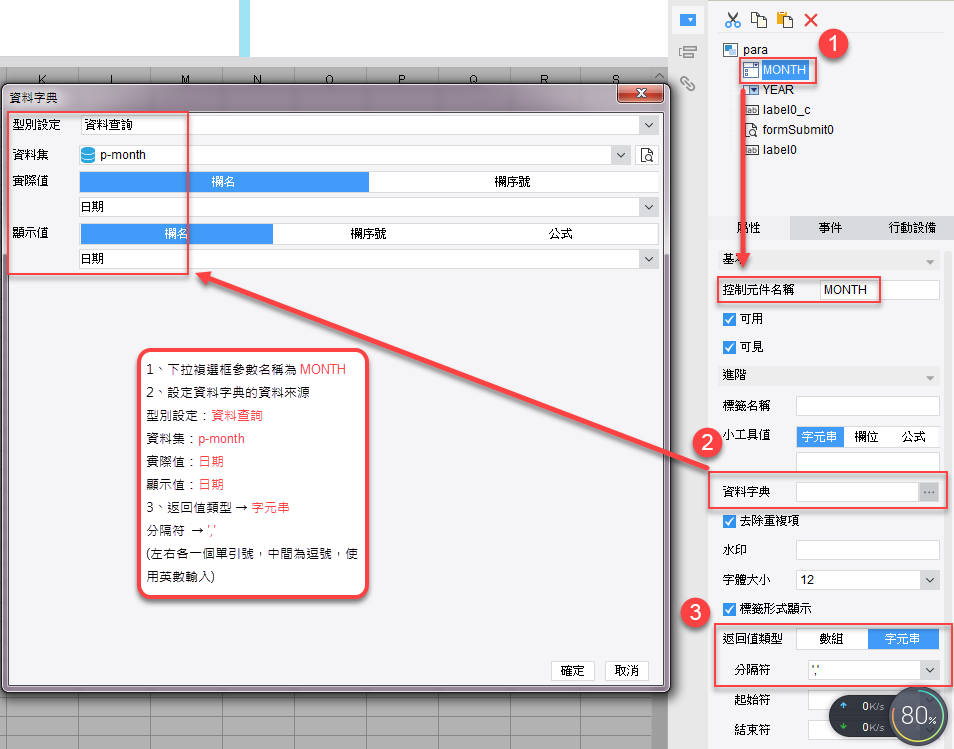 1
para
MONTH
YEAR
label0_c
formSubmit0
label0
K
L
M
N
O
P
Q
R
S
資料字典
型別設定 資料查詢
資料集 p-month
實際值 欄名 欄序號
日期
顯示值 欄名 欄序號 公式
日期
1、下拉複選框參數名稱為 MONTH
2、設定資料字典的資料來源
型別設定：資料查詢
資料集：p-month
實際值：日期
顯示值：日期
3、返回值類型 → 字元串
分隔符 → ','
(左右各一個單引號，中間為逗號，使
用英數輸入)
確定 取消
屬性 事件 行動設備
基本
控制元件名稱 MONTH
可用
可見
進階
標籤名稱
小工具值 字元串 欄位 公式
2
資料字典 ...
去除重複項
水印
字體大小 12
標籤形式顯示
3
返回值類型 數組 字元串
分隔符 ','
起始符
結束符
0K/s
0K/s
80%